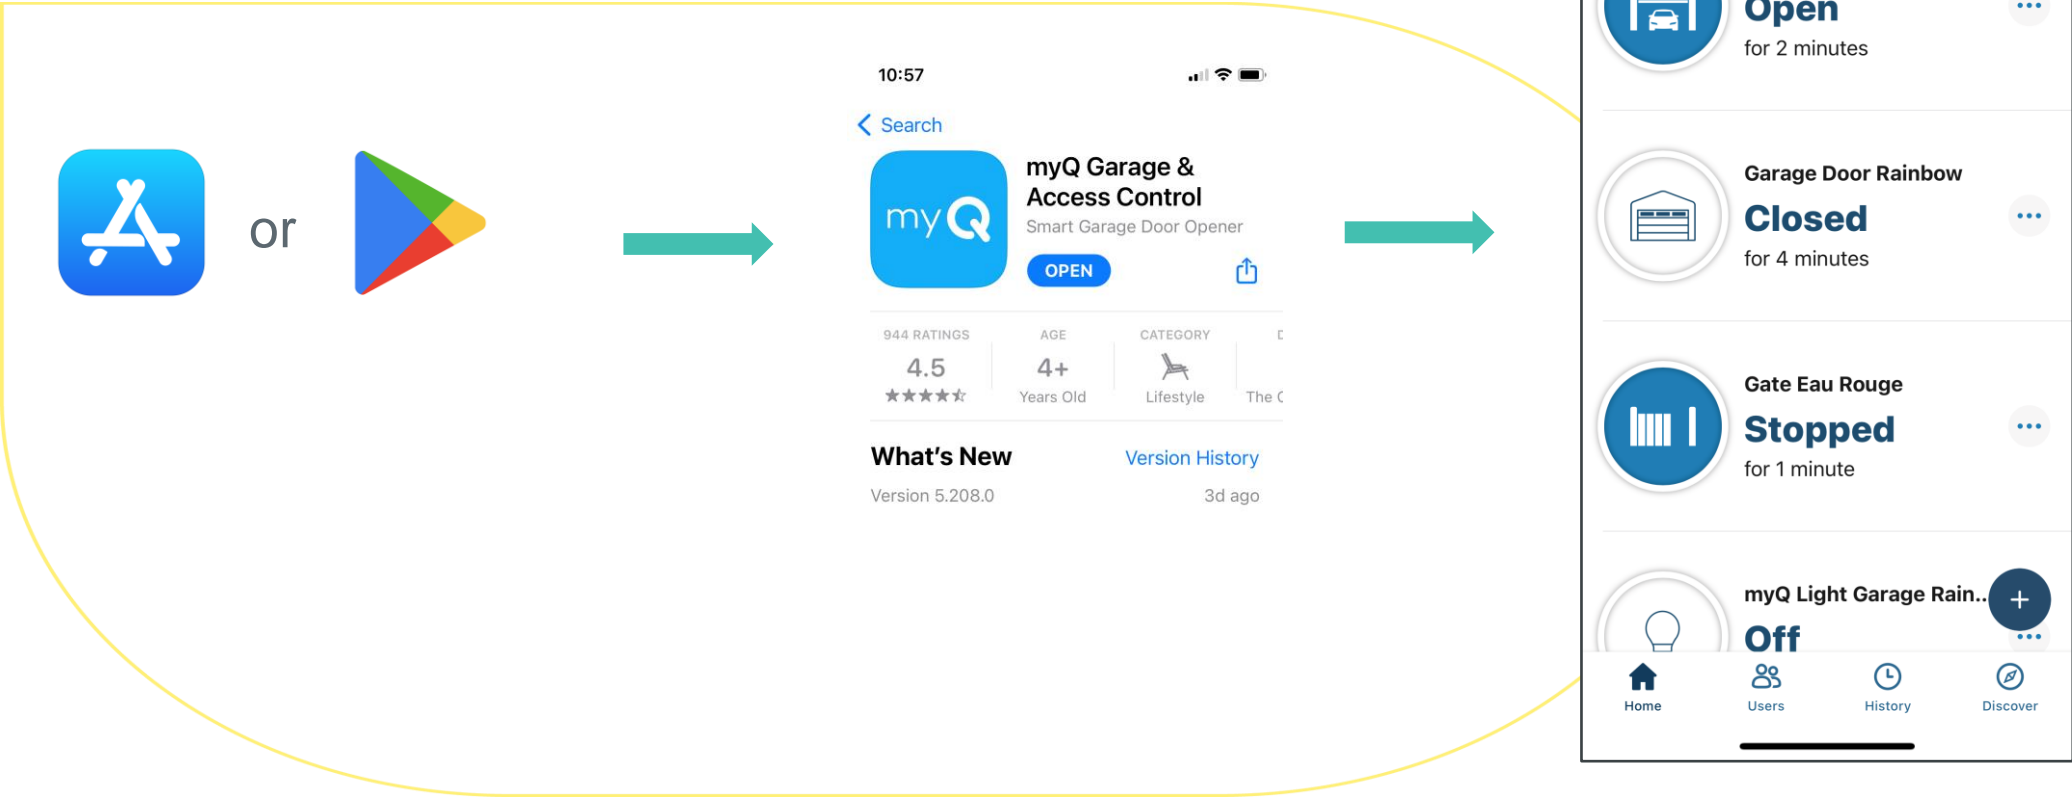 or
10:57
Search
myQ
myQ Garage &
Access Control
Smart Garage Door Opener
OPEN
944 RATINGS
AGE
CATEGORY
4.5
4+
Years Old
Lifestyle
The
What's New
Version History
Version 5.208.0
3d ago
Open
for 2 minutes
Garage Door Rainbow
Closed
for 4 minutes
Gate Eau Rouge
Stopped
for 1 minute
myQ Light Garage Rain..
Off
Home
Users
History
Discover